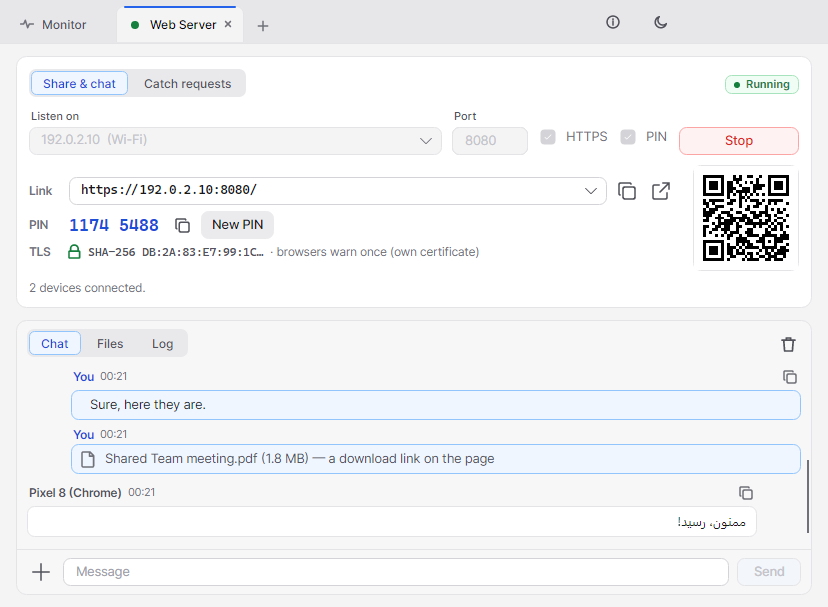 Monitor
Web Server
Share & chat
Catch requests
Running
Listen on
Port
192.0.2.10 (Wi-Fi)
8080
HTTPS
PIN
Stop
Link
https://192.0.2.10:8080/
PIN
1174 5488
New PIN
TLS
SHA-256 DB:2A:83:E7:99:1C… · browsers warn once (own certificate)
2 devices connected.
Chat
Files
Log
You 00:21
Sure, here they are.
You 00:21
Shared Team meeting.pdf (1.8 MB) — a download link on the page
Pixel 8 (Chrome) 00:21
ممنون، رسید!
Message
Send